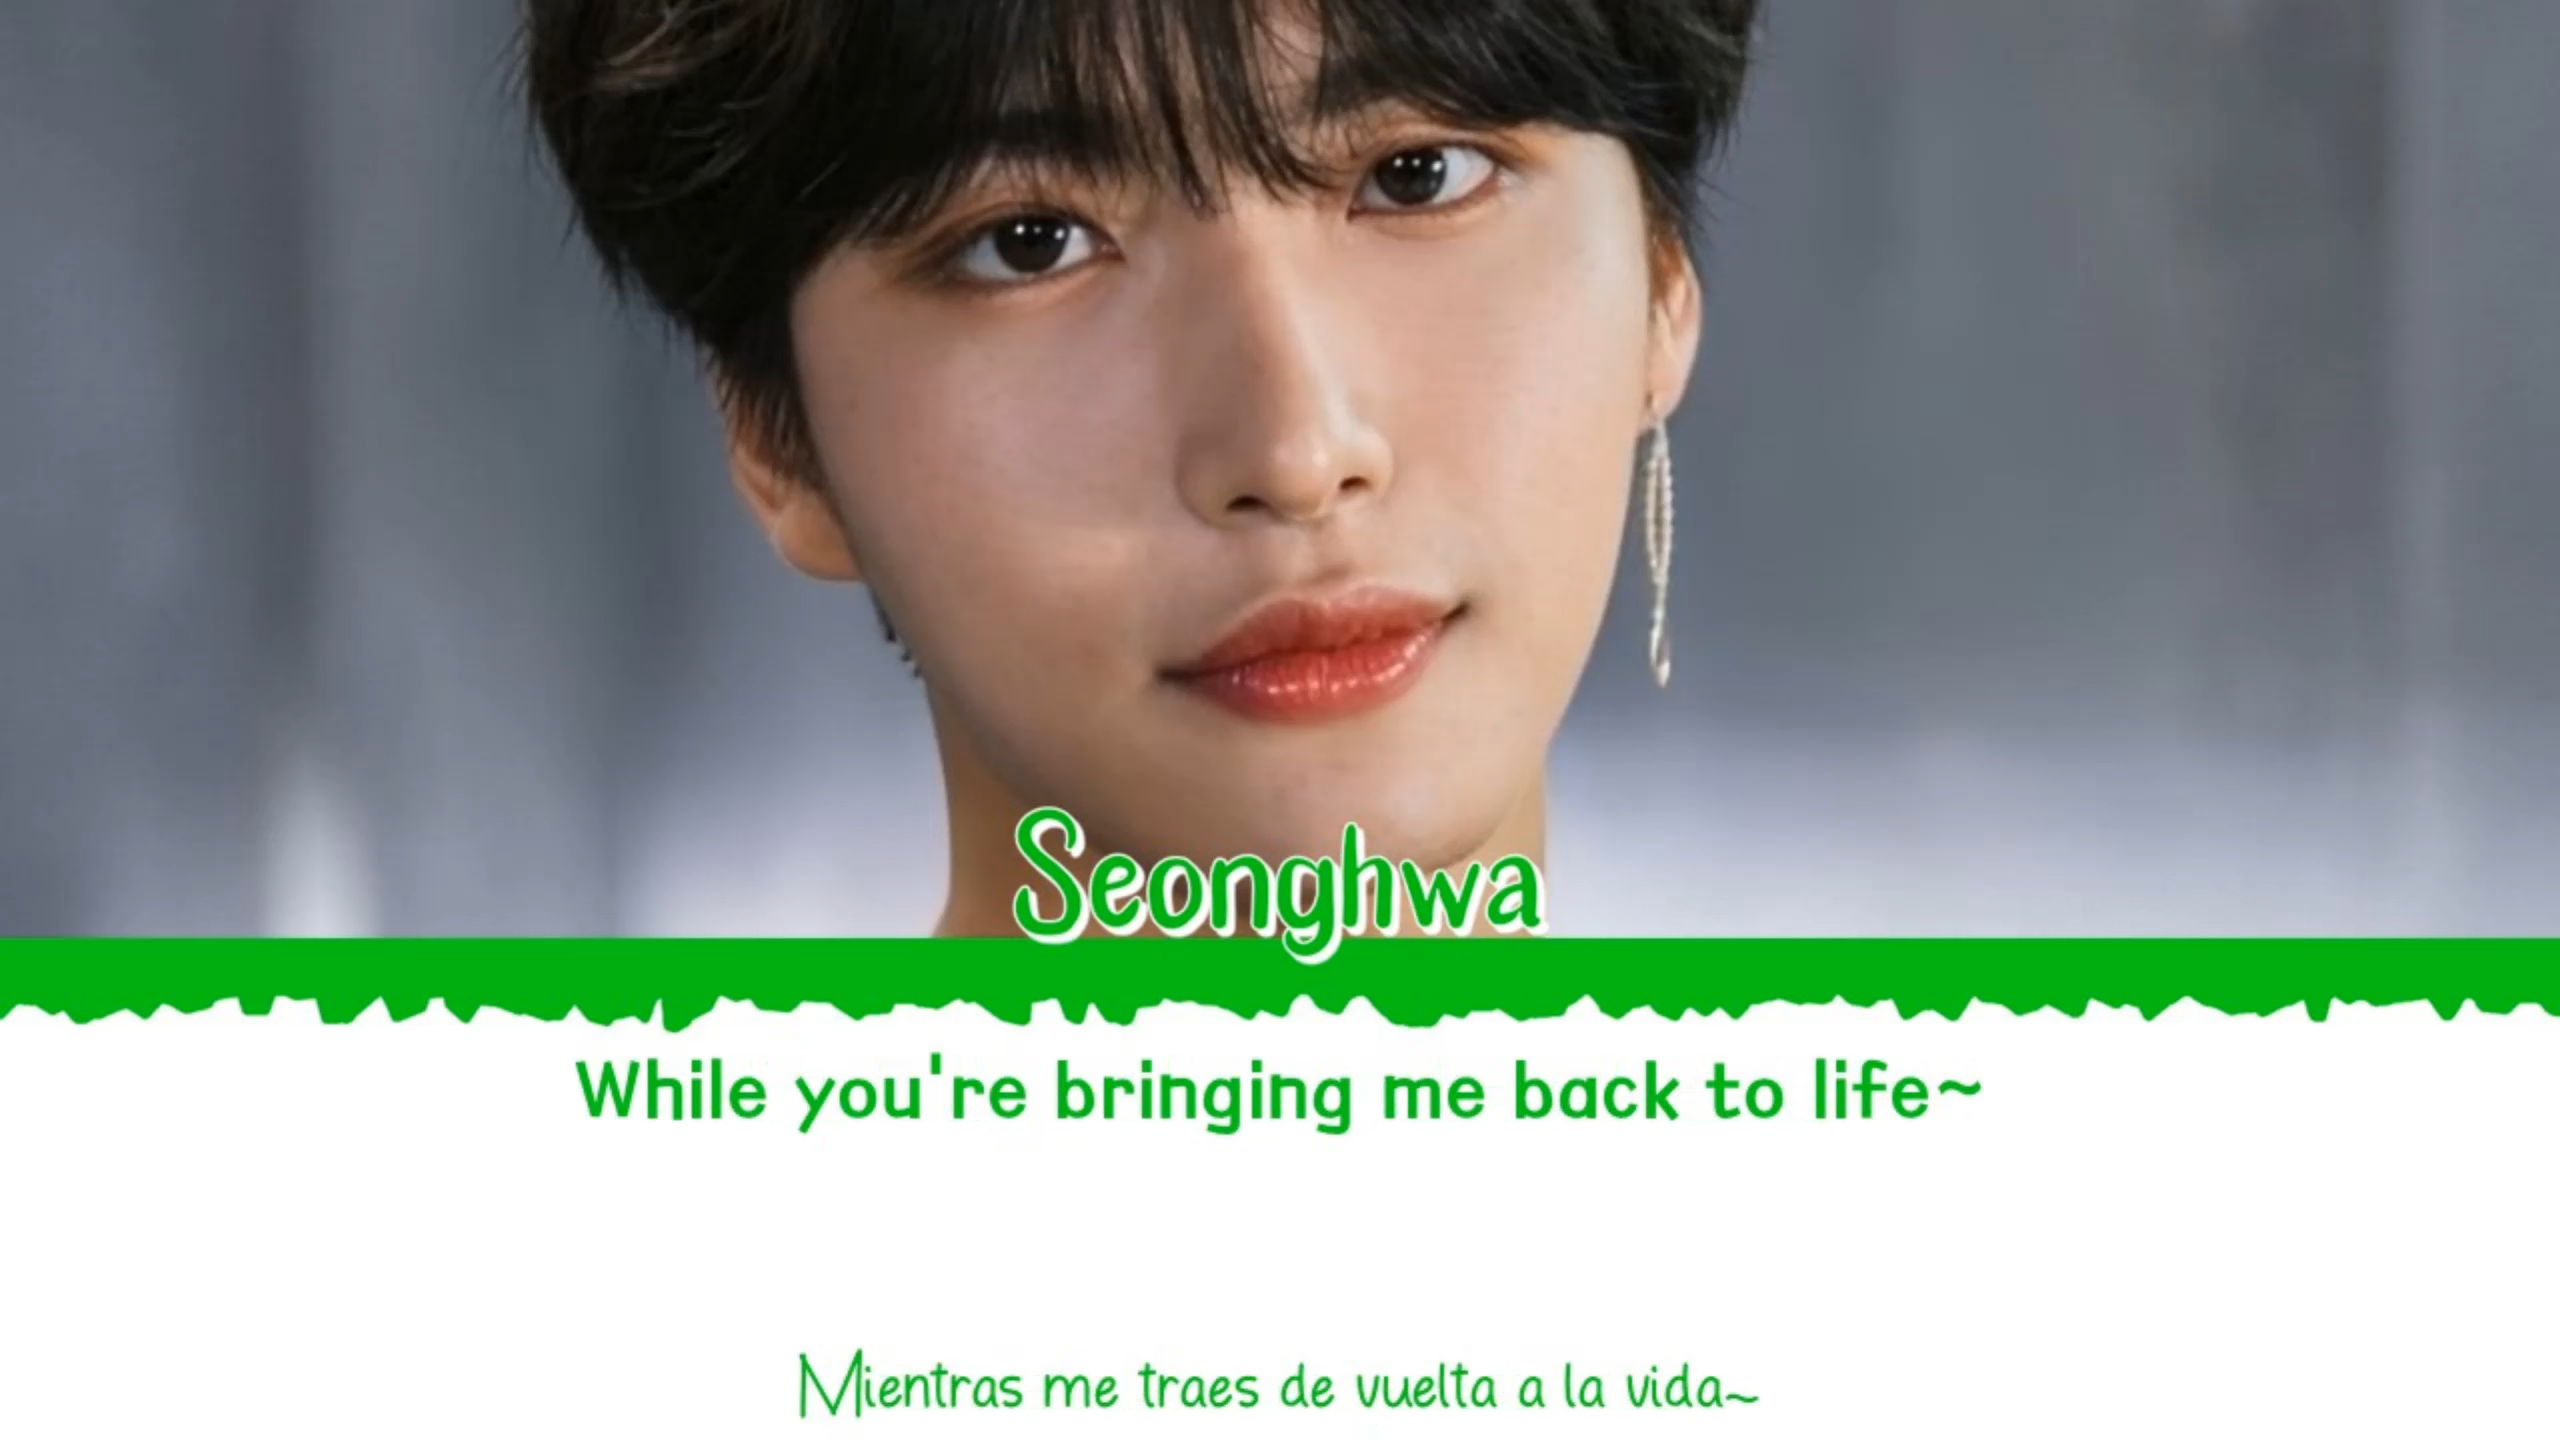 Seonghwa
While you're bringing me back to life~
Mientras me traes de vuelta a la vida~